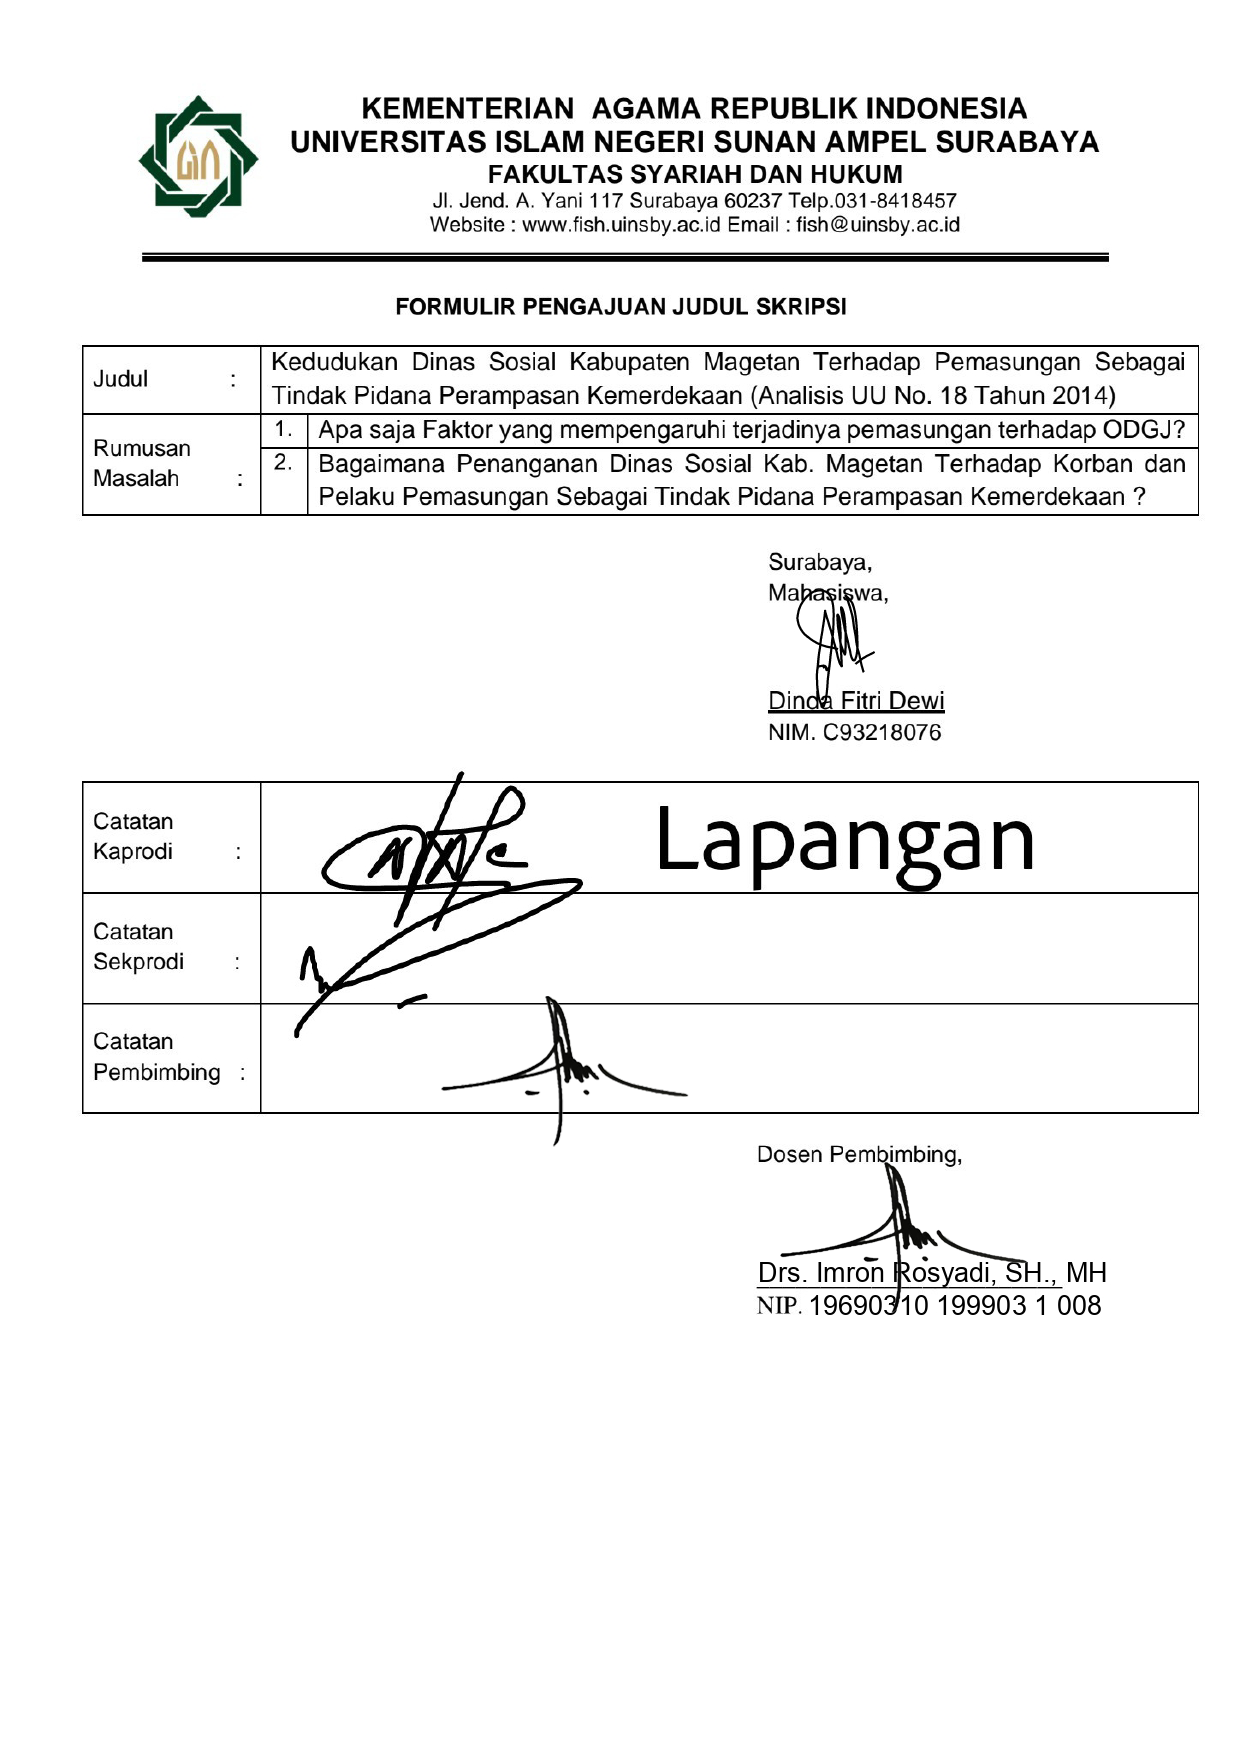 KEMENTERIAN AGAMA REPUBLIK INDONESIA
UNIVERSITAS ISLAM NEGERI SUNAN AMPEL SURABAYA
FAKULTAS SYARIAH DAN HUKUM
Jl. Jend. A. Yani 117 Surabaya 60237 Telp.031-8418457
Website : www.fish.uinsby.ac.id Email : fish@uinsby.ac.id
FORMULIR PENGAJUAN JUDUL SKRIPSI
Judul : Kedudukan Dinas Sosial Kabupaten Magetan Terhadap Pemasungan Sebagai
Tindak Pidana Perampasan Kemerdekaan (Analisis UU No. 18 Tahun 2014)
Rumusan
Masalah :
1. Apa saja Faktor yang mempengaruhi terjadinya pemasungan terhadap ODGJ?
2. Bagaimana Penanganan Dinas Sosial Kab. Magetan Terhadap Korban dan
Pelaku Pemasungan Sebagai Tindak Pidana Perampasan Kemerdekaan ?
Surabaya,
Mahasiswa,
Dinda Fitri Dewi
NIM. C93218076
Catatan
Kaprodi :
Lapangan
Catatan
Sekprodi :
Catatan
Pembimbing :
Dosen Pembimbing,
Drs. Imron Rosyadi, SH., MH
NIP. 19690310 199903 1 008